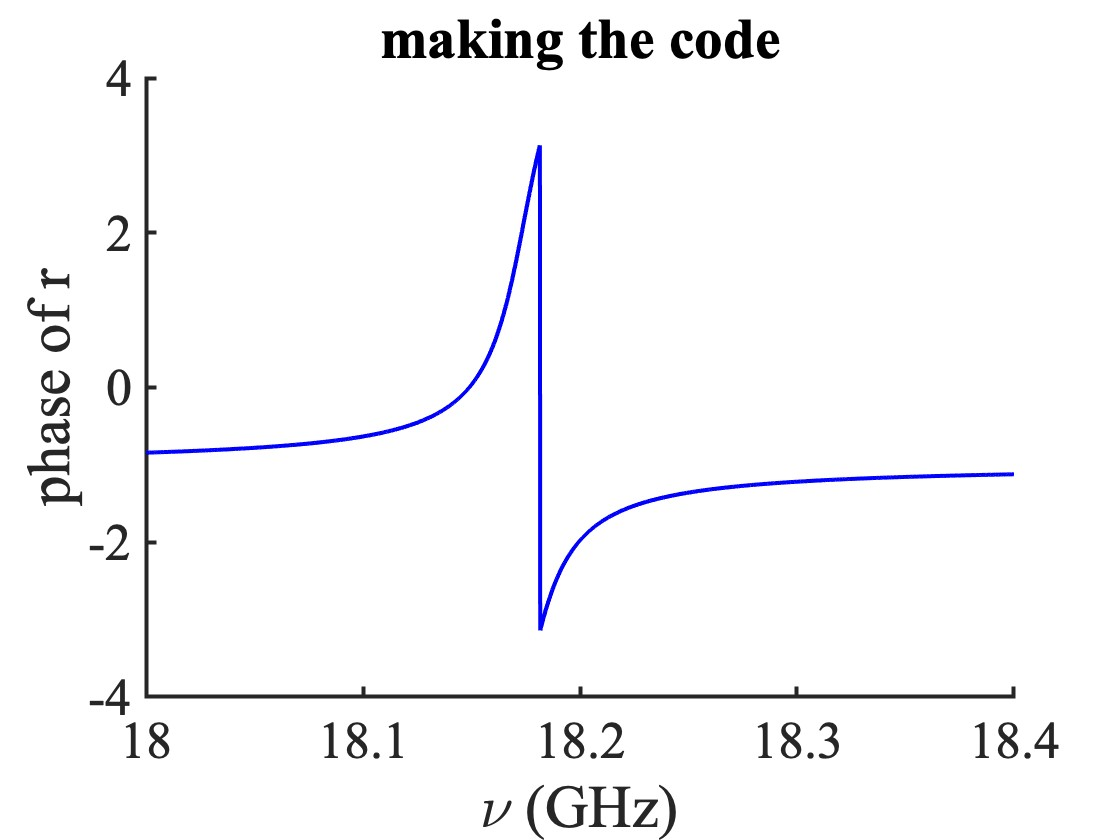 making the code
4
2
0
-2
-4
phase of r
18 18.1 18.2 18.3 18.4
ν (GHz)